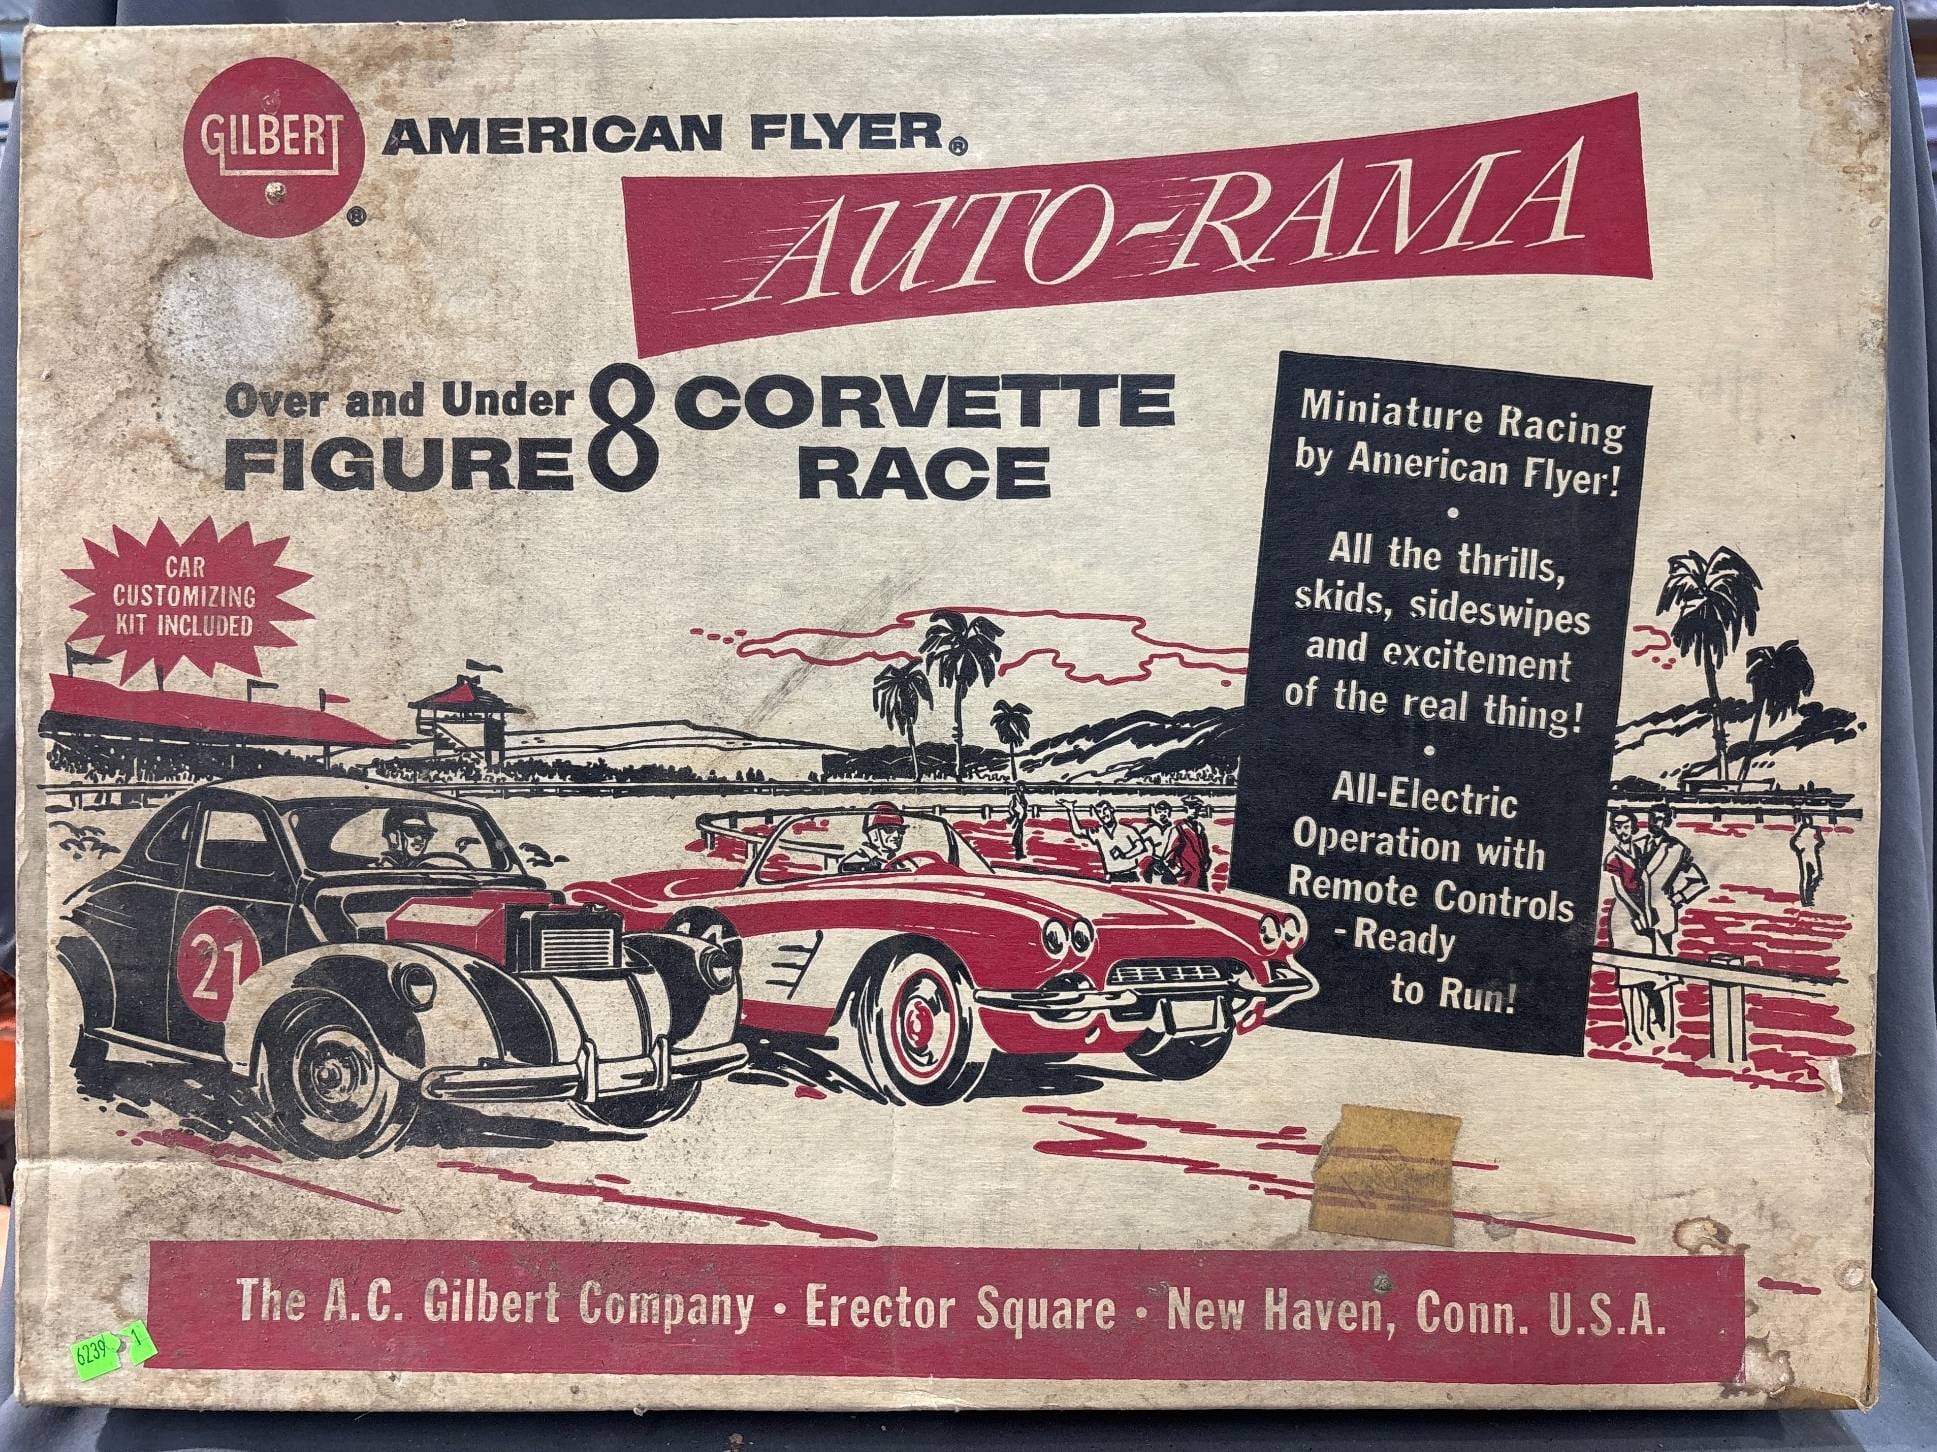 GILBERT
®
AMERICAN FLYER®
AUTO-RAMA
Over and Under
FIGURE 8
CORVETTE
RACE
CAR
CUSTOMIZING
KIT INCLUDED
Miniature Racing
by American Flyer!
•
All the thrills,
skids, sideswipes
and excitement
of the real thing!
•
All-Electric
Operation with
Remote Controls
- Ready
to Run!
21
The A.C. Gilbert Company • Erector Square • New Haven, Conn. U.S.A.
6239
1